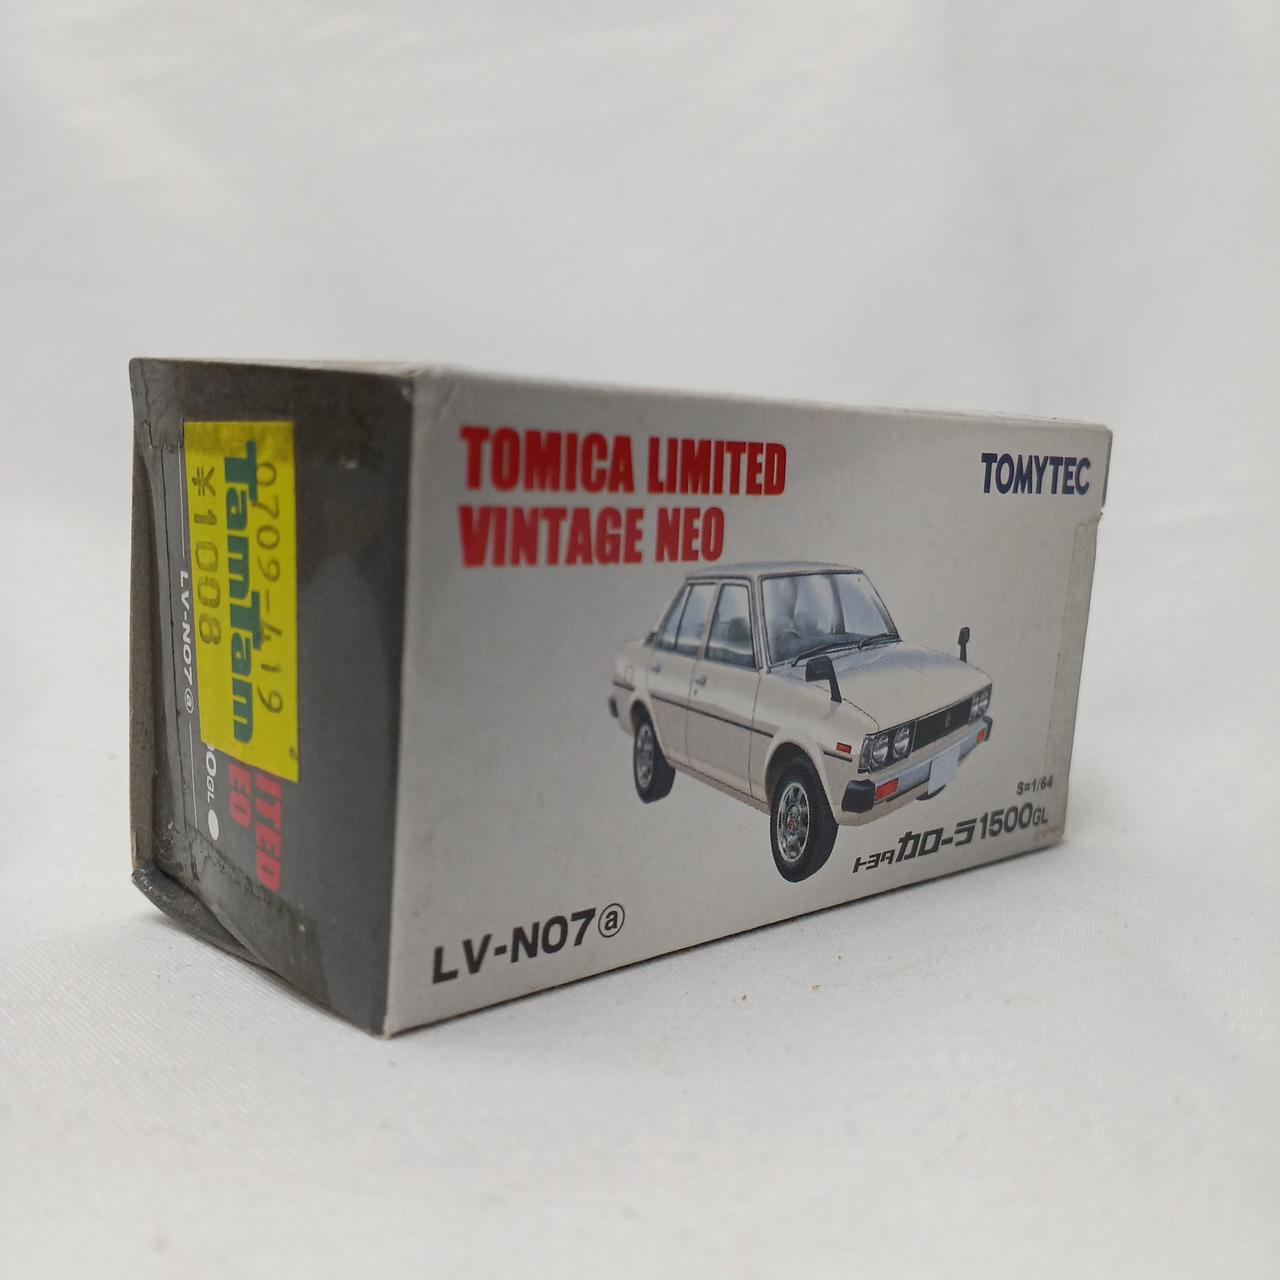 TOMICA LIMITED
VINTAGE NEO
TOMYTEC
S=1/64
トヨタ カローラ1500GL
LV-N07ⓐ
0709-419
TamTam
¥1008
LV-N07ⓐ